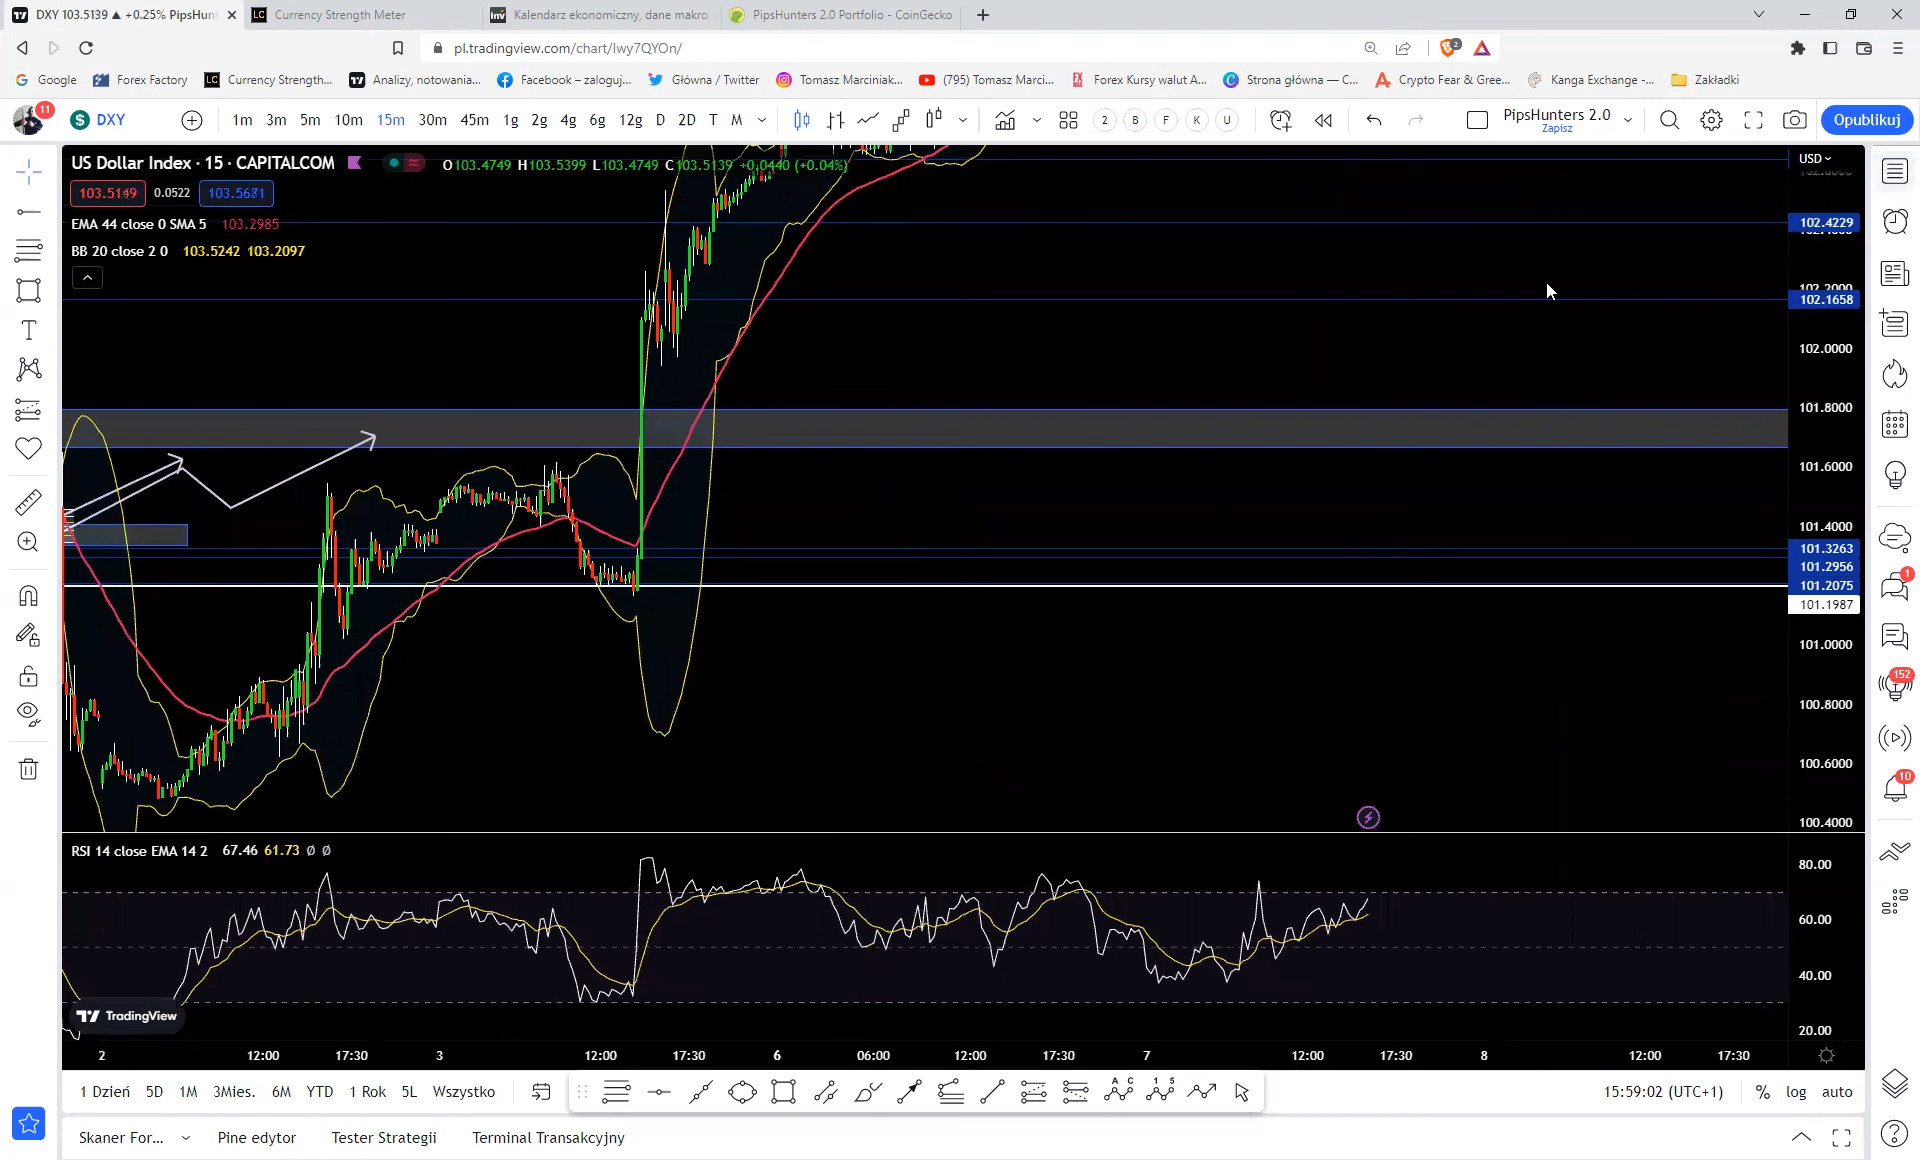 DXY 103.5139 ▲ +0.25% PipsHun
Currency Strength Meter
Kalendarz ekonomiczny, dane makro,
PipsHunters 2.0 Portfolio - CoinGecko
pl.tradingview.com/chart/Iwy7QYOn/
2
Google
Forex Factory
Currency Strength...
Analizy, notowania...
Facebook – zaloguj...
Główna / Twitter
Tomasz Marciniak...
(795) Tomasz Marci...
Forex Kursy walut A...
Strona główna — C...
Crypto Fear & Gree...
Kanga Exchange -...
Zakładki
11
DXY
1m 3m 5m 10m 15m 30m 45m 1g 2g 4g 6g 12g D 2D T M
2 B F K U
PipsHunters 2.0
Zapisz
Opublikuj
US Dollar Index · 15 · CAPITALCOM
O103.4749 H103.5399 L103.4749 C103.5139 +0.0440 (+0.04%)
USD
103.5149 0.0522 103.5671
EMA 44 close 0 SMA 5 103.2985
BB 20 close 2 0 103.5242 103.2097
102.4229
102.2000
102.1658
102.0000
101.8000
101.6000
101.4000
101.3263
101.2956
101.2075
101.1987
101.0000
100.8000
100.6000
100.4000
1
152
10
RSI 14 close EMA 14 2 67.46 61.73 Ø Ø
80.00
60.00
40.00
20.00
TradingView
2 12:00 17:30 3 12:00 17:30 6 06:00 12:00 17:30 7 12:00 17:30 8 12:00 17:30
1 Dzień 5D 1M 3Mies. 6M YTD 1 Rok 5L Wszystko
15:59:02 (UTC+1)
% log auto
Skaner For...
Pine edytor
Tester Strategii
Terminal Transakcyjny